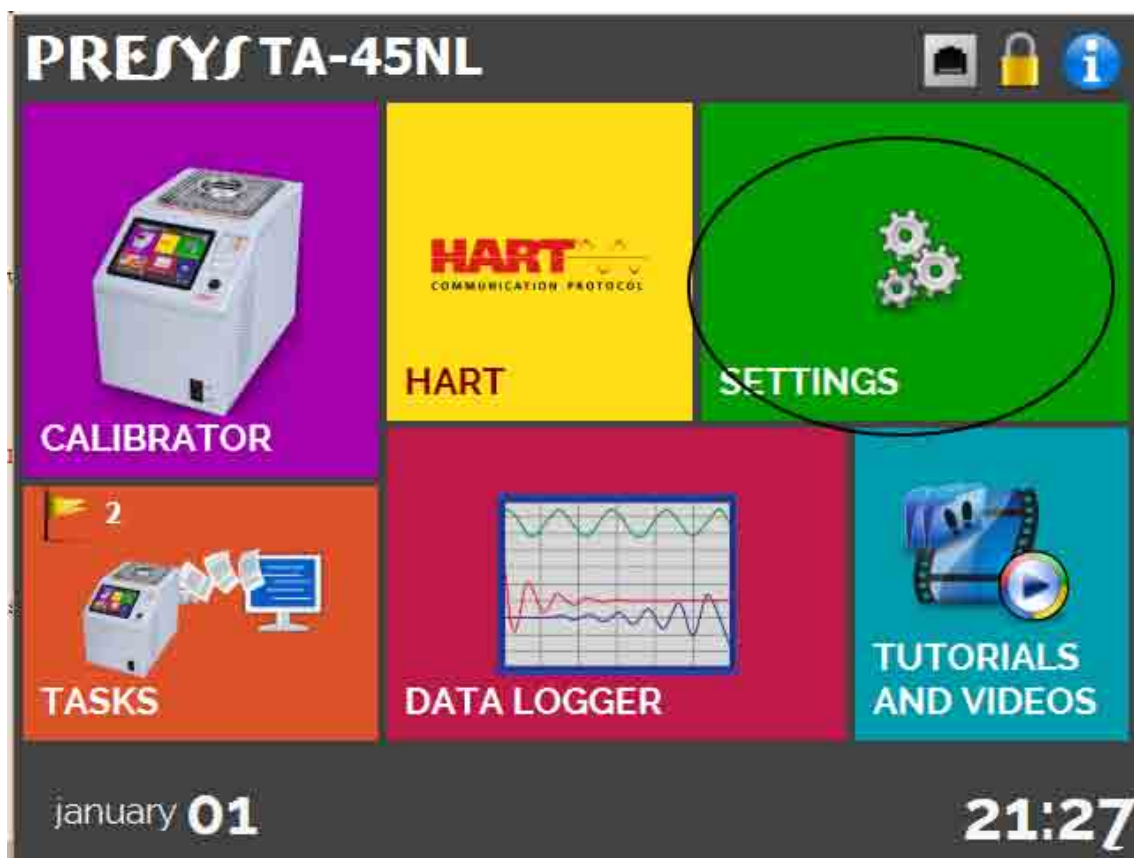 PRESYS TA-45NL
CALIBRATOR
HART
COMMUNICATION PROTOCOL
HART
SETTINGS
2
TASKS
DATA LOGGER
TUTORIALS
AND VIDEOS
january 01
21:27